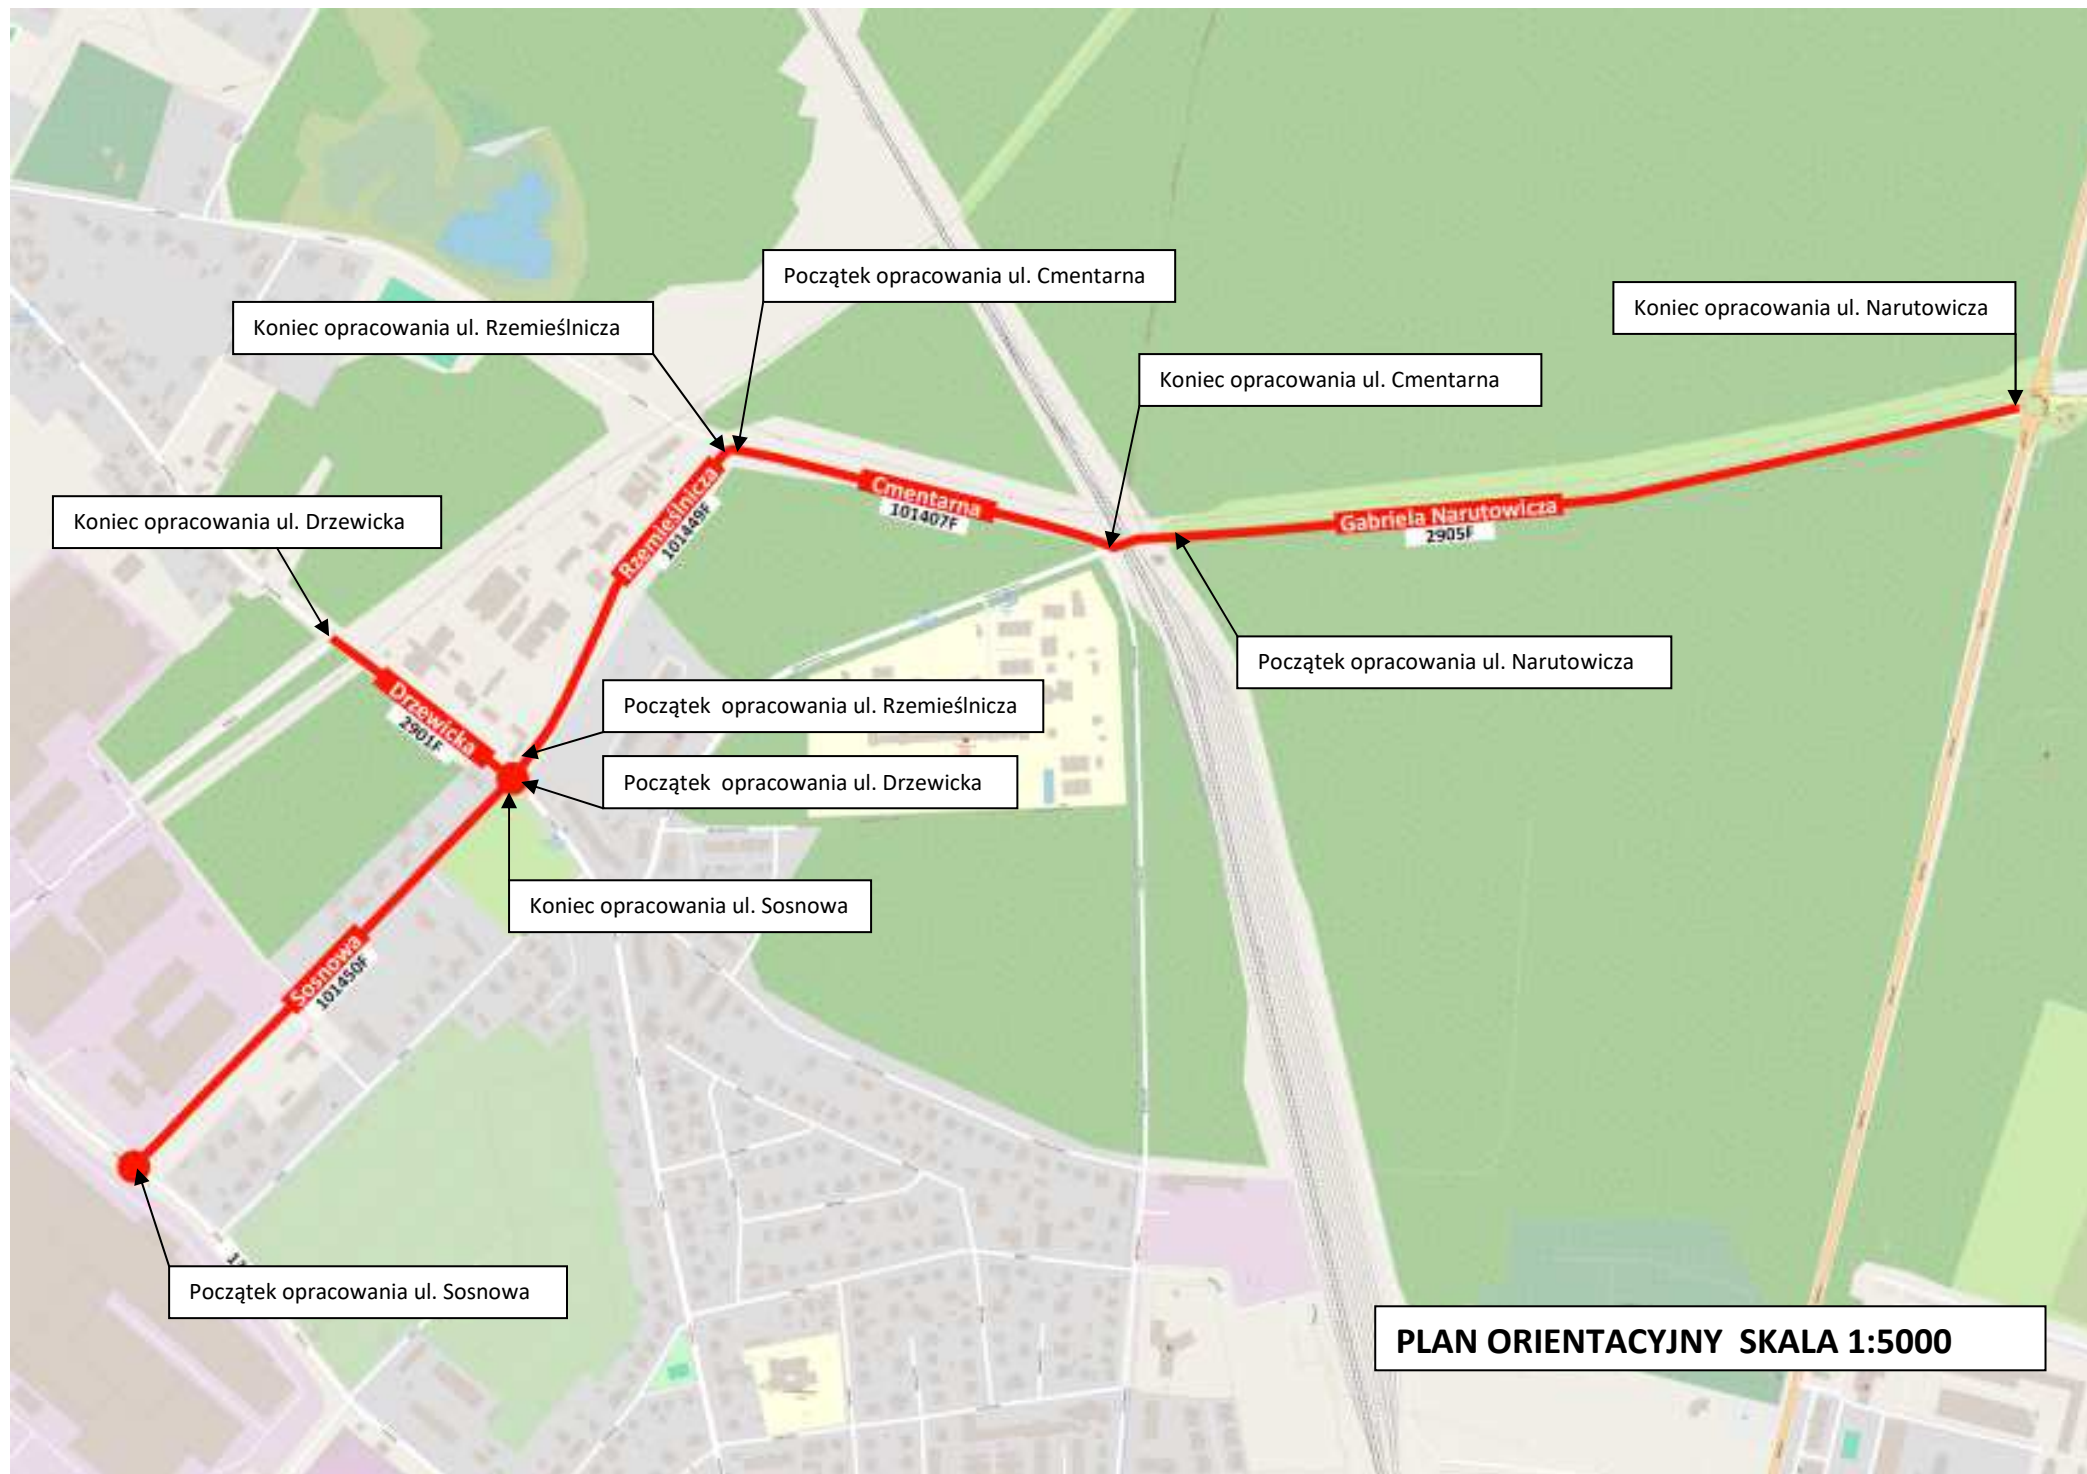 Początek opracowania ul. Cmentarna
Koniec opracowania ul. Narutowicza
Koniec opracowania ul. Rzemieślnicza
Koniec opracowania ul. Cmentarna
Rzemieślnicza
101449F
Cmentarna
101407F
Gabriela Narutowicza
2905F
Koniec opracowania ul. Drzewicka
Początek opracowania ul. Narutowicza
Drzewicka
2901F
Początek opracowania ul. Rzemieślnicza
Początek opracowania ul. Drzewicka
Koniec opracowania ul. Sosnowa
Sosnowa
101450F
Początek opracowania ul. Sosnowa
PLAN ORIENTACYJNY SKALA 1:5000